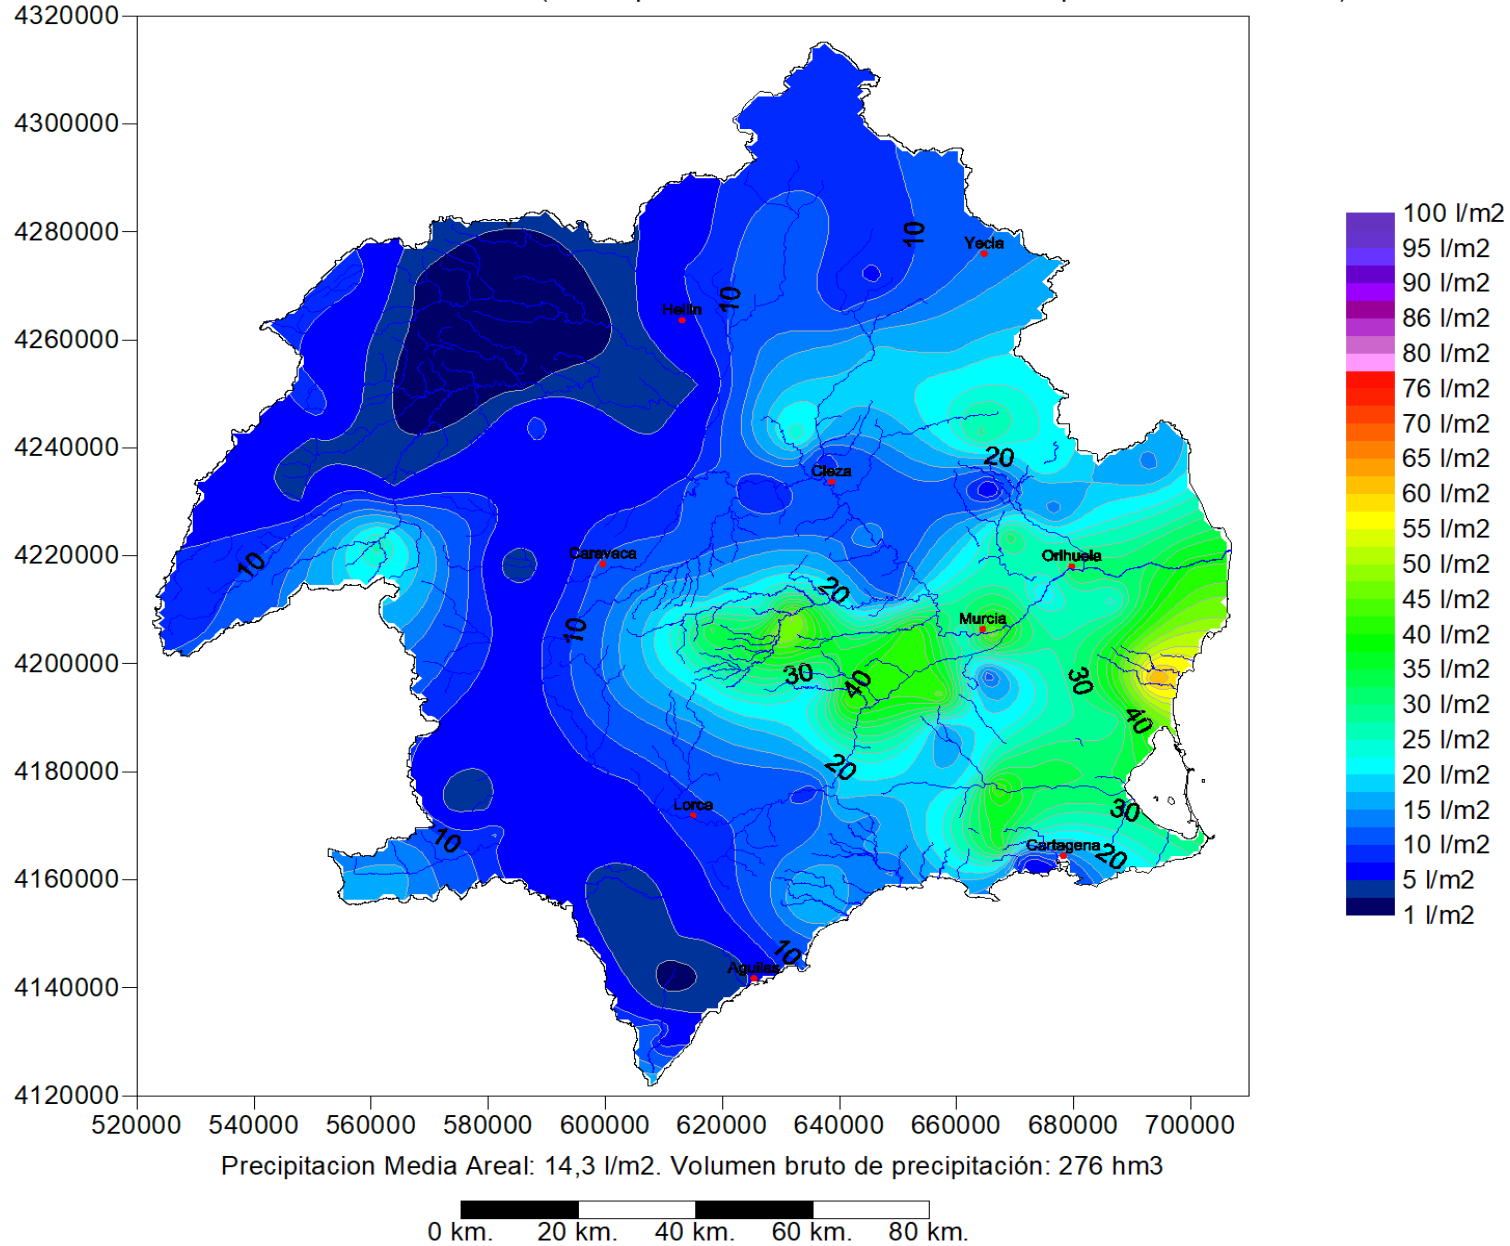 4320000
4300000
4280000
4260000
4240000
4220000
4200000
4180000
4160000
4140000
4120000
520000 540000 560000 580000 600000 620000 640000 660000 680000 700000
10
Yecla
10
Hellin
20
Cieza
10
Caravaca
Orihuela
20
Murcia
10
30
40
30
40
20
Lorca
30
10
Cartagena
20
10
Aguilas
100 l/m2
95 l/m2
90 l/m2
86 l/m2
80 l/m2
76 l/m2
70 l/m2
65 l/m2
60 l/m2
55 l/m2
50 l/m2
45 l/m2
40 l/m2
35 l/m2
30 l/m2
25 l/m2
20 l/m2
15 l/m2
10 l/m2
5 l/m2
1 l/m2
Precipitacion Media Areal: 14,3 l/m2. Volumen bruto de precipitación: 276 hm3
0 km. 20 km. 40 km. 60 km. 80 km.